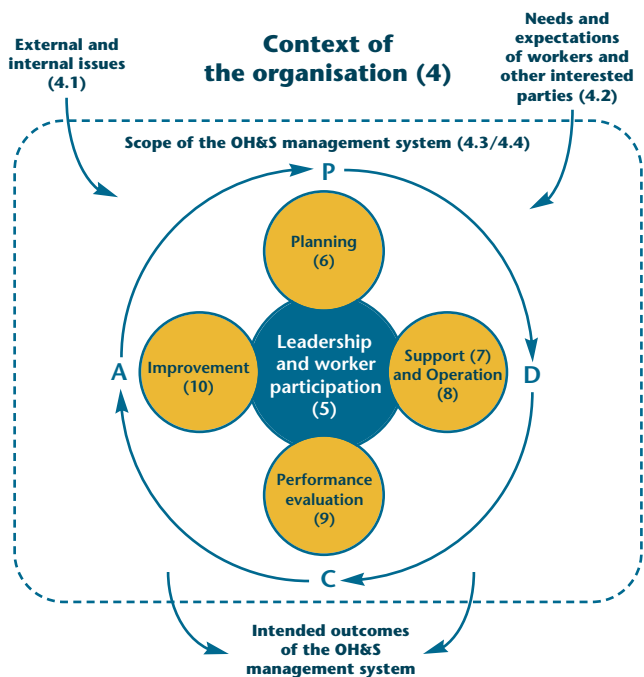 External and
internal issues
(4.1)
Context of
the organisation (4)
Needs and
expectations
of workers and
other interested
parties (4.2)
Scope of the OH&S management system (4.3/4.4)
P
Planning
(6)
A
Improvement
(10)
Leadership
and worker
participation
(5)
Support (7)
and Operation
(8)
D
Performance
evaluation
(9)
C
Intended outcomes
of the OH&S
management system